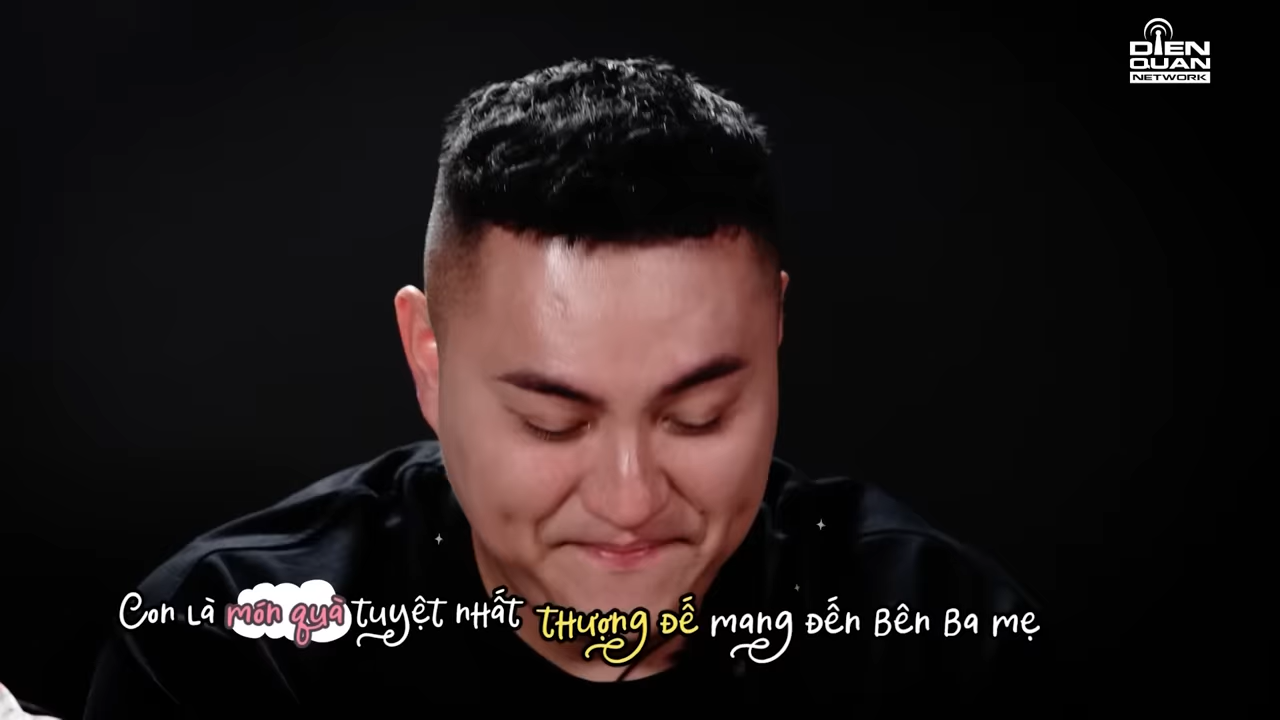 DIEN
QUAN
NETWORK
Con là món quà tuyệt nhất thượng đế mang đến bên ba mẹ